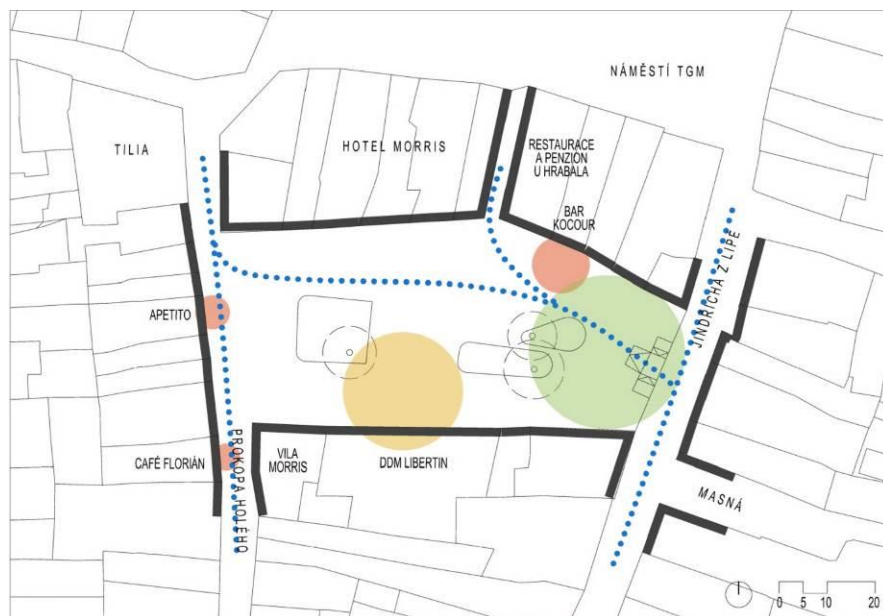 NÁMĚSTÍ TGM
TILIA
HOTEL MORRIS
RESTAURACE
A PENZIÓN
U HRABALA
BAR
KOCOUR
JINDŘICHA Z LIPÉ
APETITO
CAFÉ FLORIÁN
PROKOPA HOLÉHO
VILA
MORRIS
DDM LIBERTIN
MASNÁ
0 5 10 20